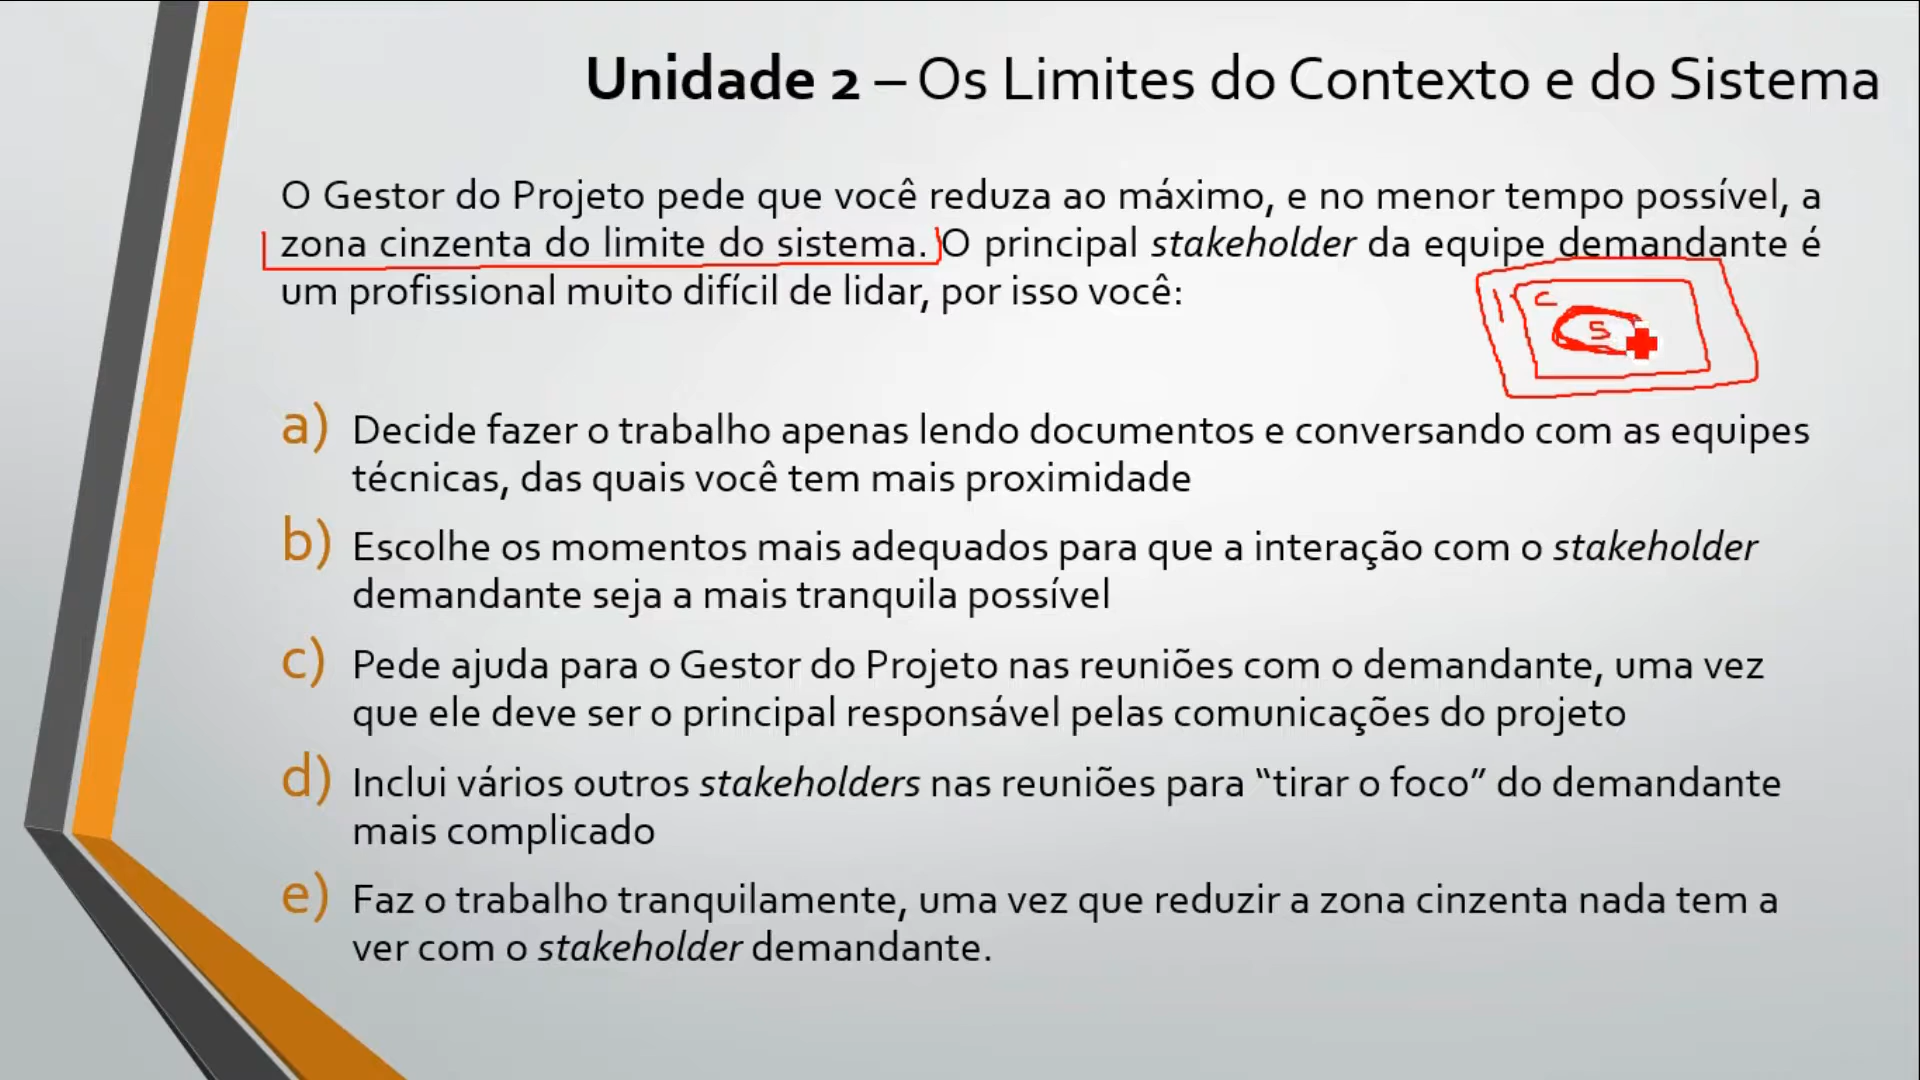 Unidade 2 – Os Limites do Contexto e do Sistema
O Gestor do Projeto pede que você reduza ao máximo, e no menor tempo possível, a
zona cinzenta do limite do sistema. O principal stakeholder da equipe demandante é
um profissional muito difícil de lidar, por isso você:
I C
S
a) Decide fazer o trabalho apenas lendo documentos e conversando com as equipes
técnicas, das quais você tem mais proximidade
b) Escolhe os momentos mais adequados para que a interação com o stakeholder
demandante seja a mais tranquila possível
c) Pede ajuda para o Gestor do Projeto nas reuniões com o demandante, uma vez
que ele deve ser o principal responsável pelas comunicações do projeto
d) Inclui vários outros stakeholders nas reuniões para “tirar o foco” do demandante
mais complicado
e) Faz o trabalho tranquilamente, uma vez que reduzir a zona cinzenta nada tem a
ver com o stakeholder demandante.